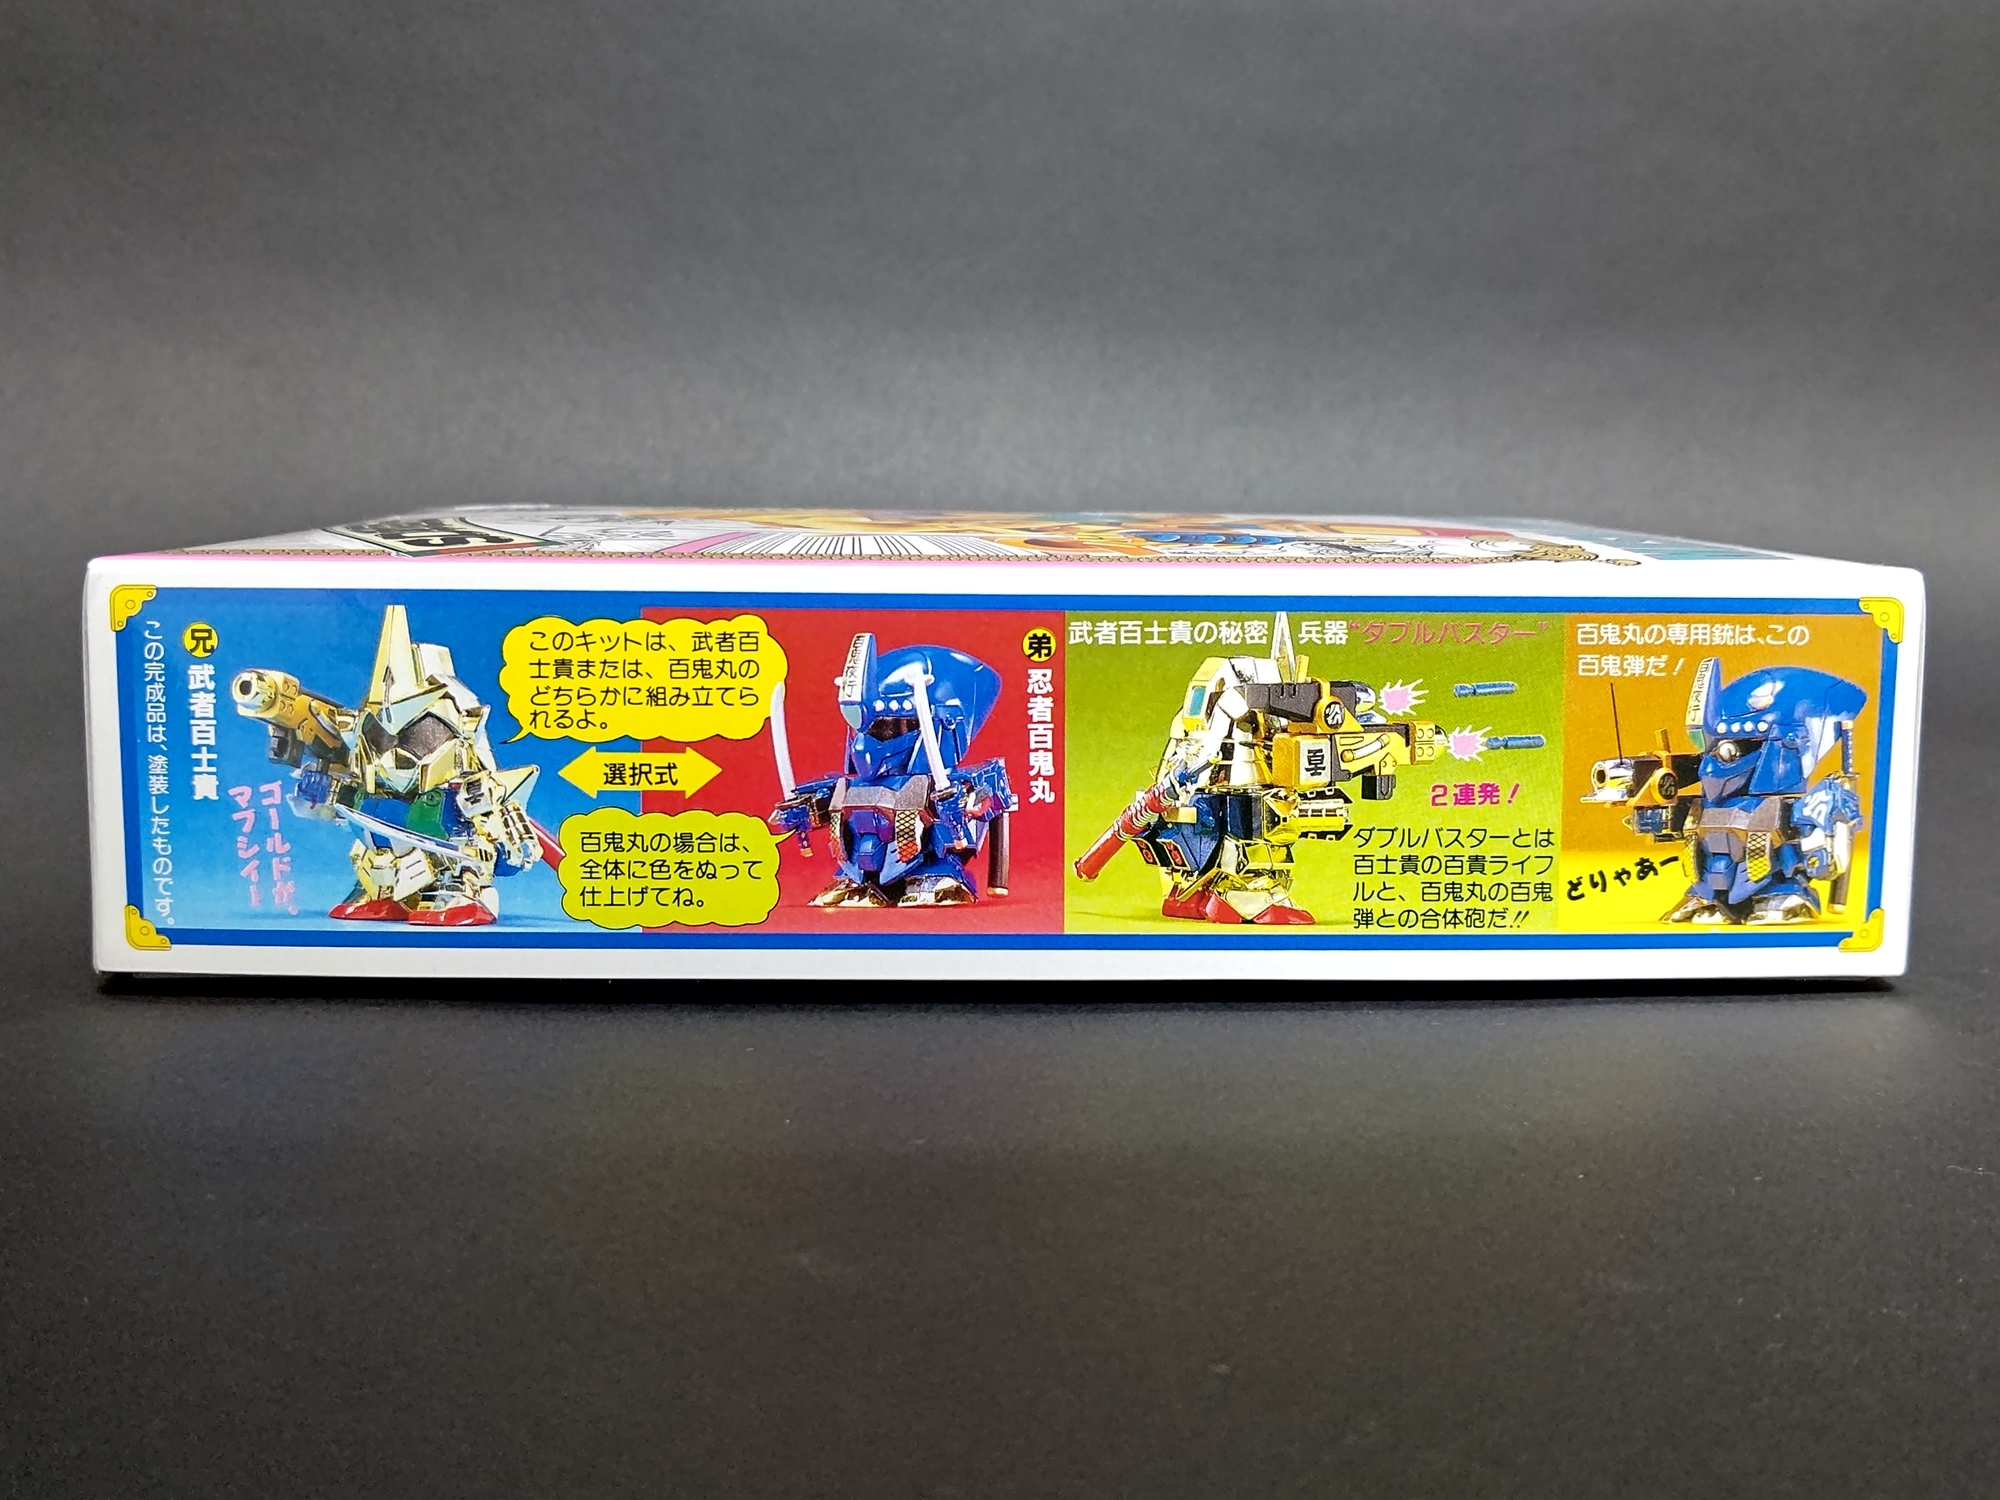 この完成品は、塗装したものです。
兄
武者百士貴
ゴールドが、
マブシイー
このキットは、武者百
士貴または、百鬼丸の
どちらかに組み立てら
れるよ。
選択式
百鬼丸の場合は、
全体に色をぬって
仕上げてね。
弟
忍者百鬼丸
武者百士貴の秘密兵器“ダブルバスター”
2連発！
ダブルバスターとは
百士貴の百貴ライフ
ルと、百鬼丸の百鬼
弾との合体砲だ!!
百鬼丸の専用銃は、この
百鬼弾だ！
どりゃあー